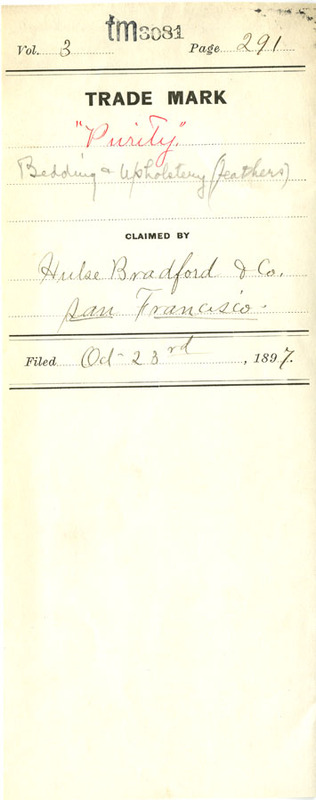 tm3081
Vol. 3 Page 291
TRADE MARK
"Purity."
Bedding & Upholstery (feathers)
CLAIMED BY
Hulse Bradford & Co.
San Francisco.
Filed Oct 23rd, 1897.